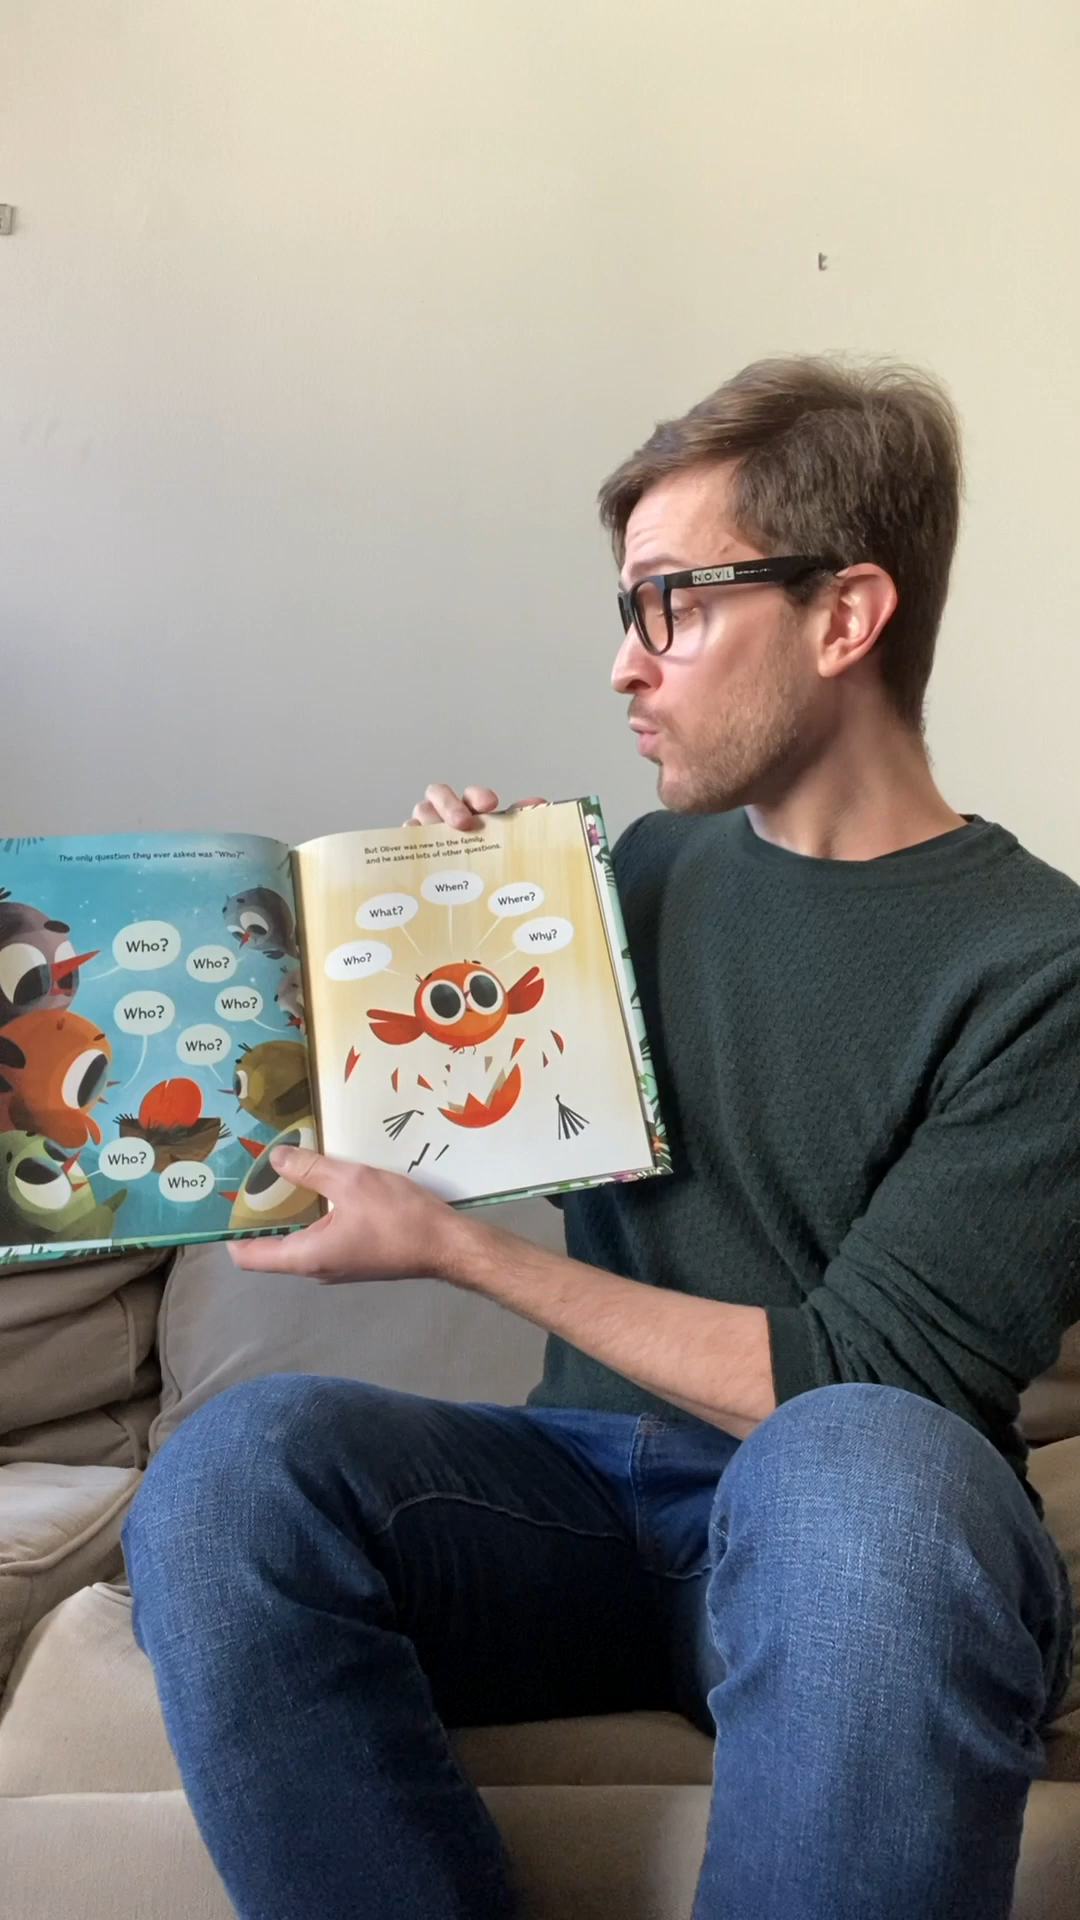 The only question they ever asked was "Who?"
Who?
Who?
Who?
Who?
Who?
Who?
Who?
But Oliver was new to the family,
and he asked lots of other questions.
Who?
What?
When?
Where?
Why?
NOVL